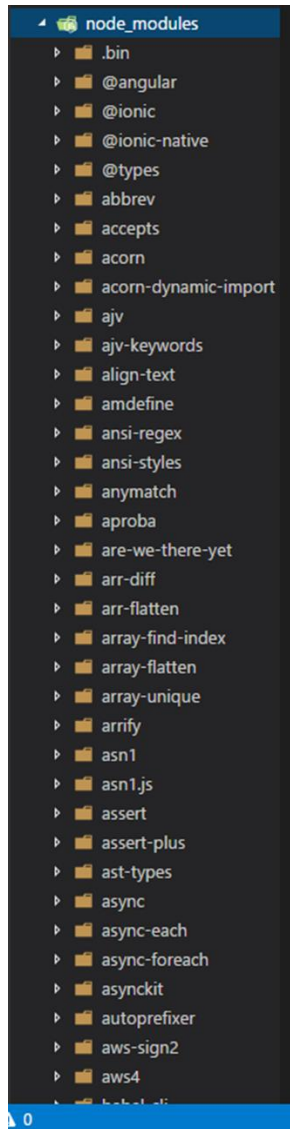 node_modules
.bin
@angular
@ionic
@ionic-native
@types
abbrev
accepts
acorn
acorn-dynamic-import
ajv
ajv-keywords
align-text
amdefine
ansi-regex
ansi-styles
anymatch
aproba
are-we-there-yet
arr-diff
arr-flatten
array-find-index
array-flatten
array-unique
arrify
asn1
asn1.js
assert
assert-plus
ast-types
async
async-each
async-foreach
asynckit
autoprefixer
aws-sign2
aws4
0